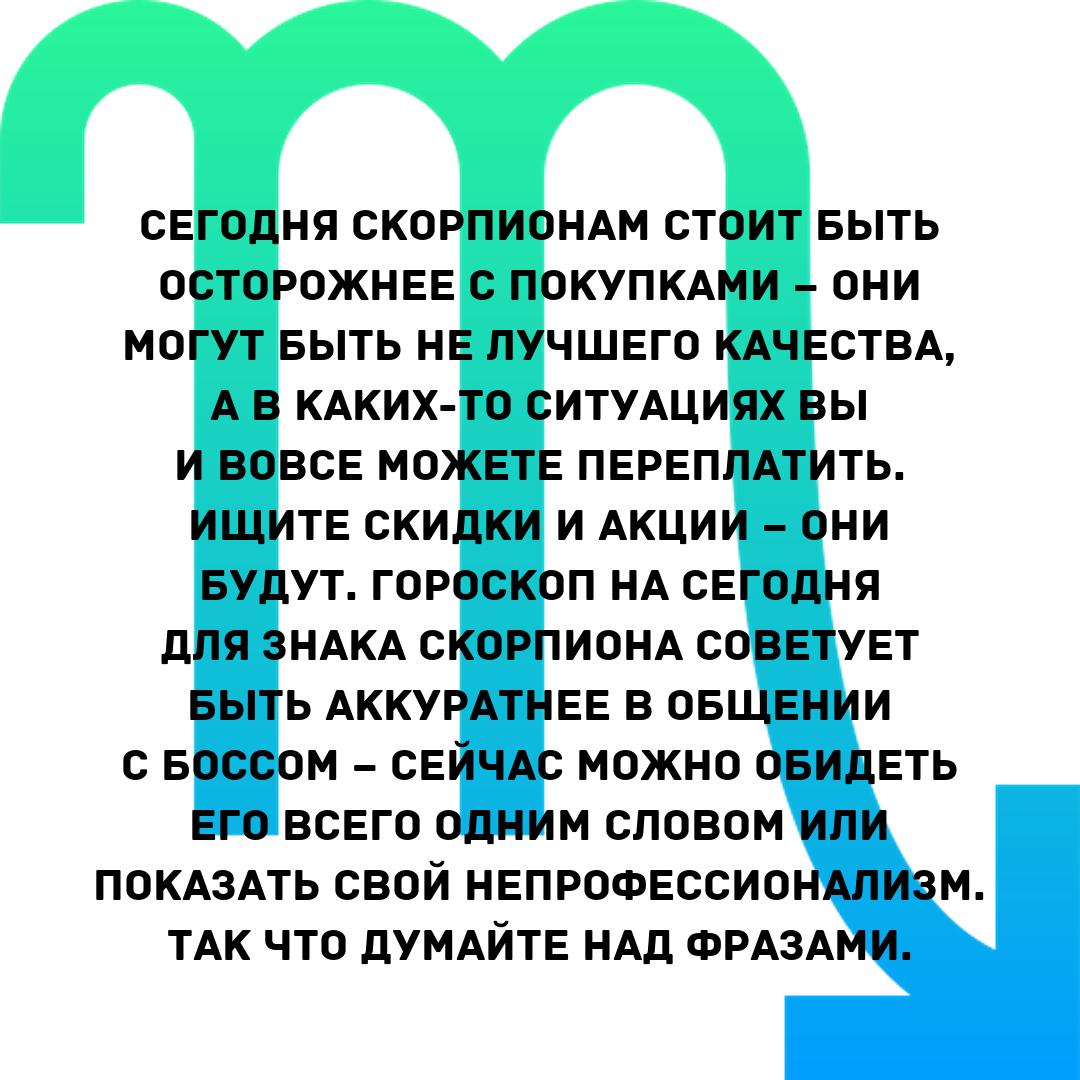 СЕГОДНЯ СКОРПИОНАМ СТОИТ БЫТЬ
ОСТОРОЖНЕЕ С ПОКУПКАМИ – ОНИ
МОГУТ БЫТЬ НЕ ЛУЧШЕГО КАЧЕСТВА,
А В КАКИХ-ТО СИТУАЦИЯХ ВЫ
И ВОВСЕ МОЖЕТЕ ПЕРЕПЛАТИТЬ.
ИЩИТЕ СКИДКИ И АКЦИИ – ОНИ
БУДУТ. ГОРОСКОП НА СЕГОДНЯ
ДЛЯ ЗНАКА СКОРПИОНА СОВЕТУЕТ
БЫТЬ АККУРАТНЕЕ В ОБЩЕНИИ
С БОССОМ – СЕЙЧАС МОЖНО ОБИДЕТЬ
ЕГО ВСЕГО ОДНИМ СЛОВОМ ИЛИ
ПОКАЗАТЬ СВОЙ НЕПРОФЕССИОНАЛИЗМ.
ТАК ЧТО ДУМАЙТЕ НАД ФРАЗАМИ.